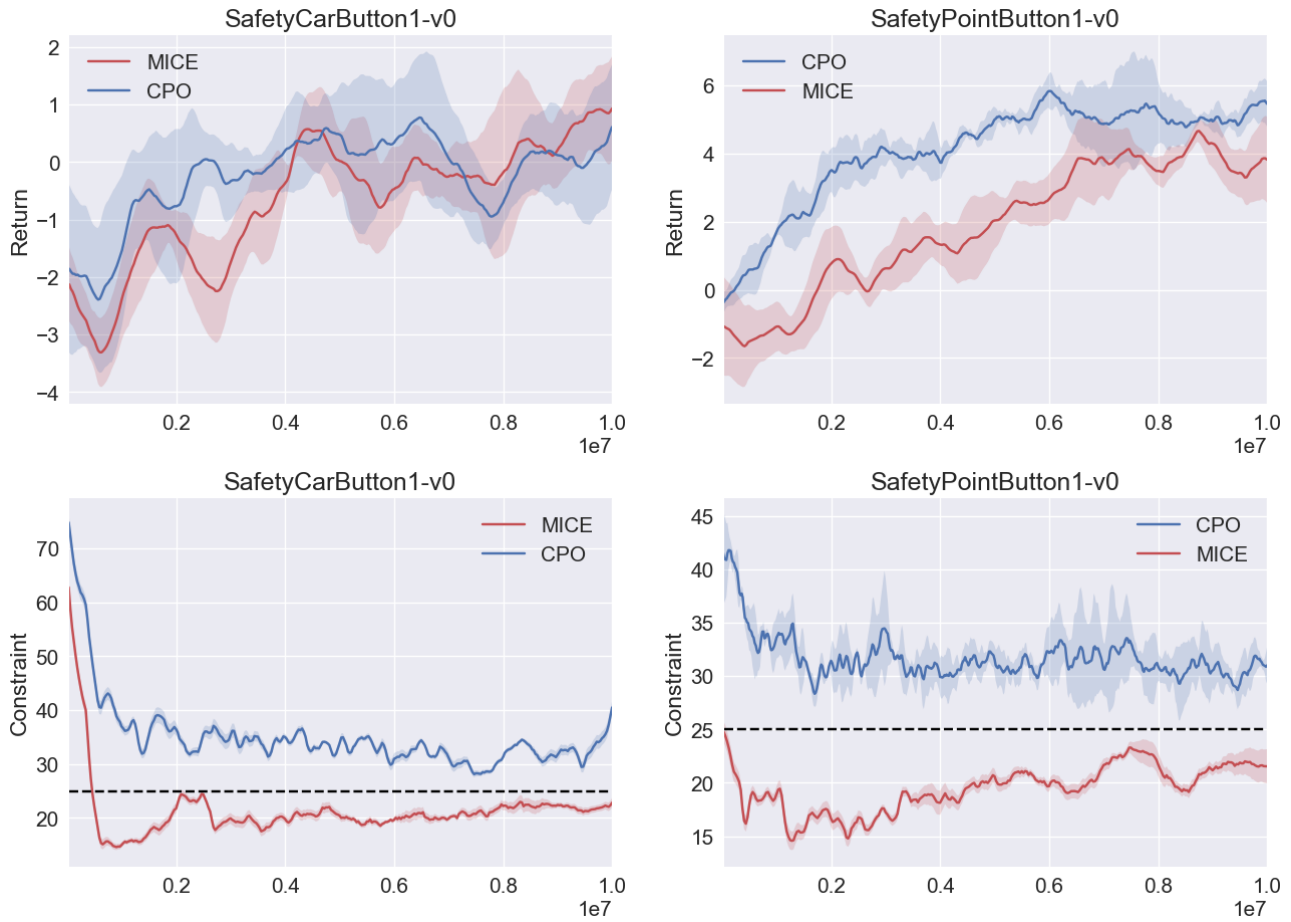 SafetyCarButton1-v0
MICE
CPO
Return
2
1
0
−1
−2
−3
−4
0.2
0.4
0.6
0.8
1.0
1e7
SafetyPointButton1-v0
CPO
MICE
Return
6
4
2
0
−2
0.2
0.4
0.6
0.8
1.0
1e7
SafetyCarButton1-v0
MICE
CPO
Constraint
70
60
50
40
30
20
0.2
0.4
0.6
0.8
1.0
1e7
SafetyPointButton1-v0
CPO
MICE
Constraint
45
40
35
30
25
20
15
0.2
0.4
0.6
0.8
1.0
1e7